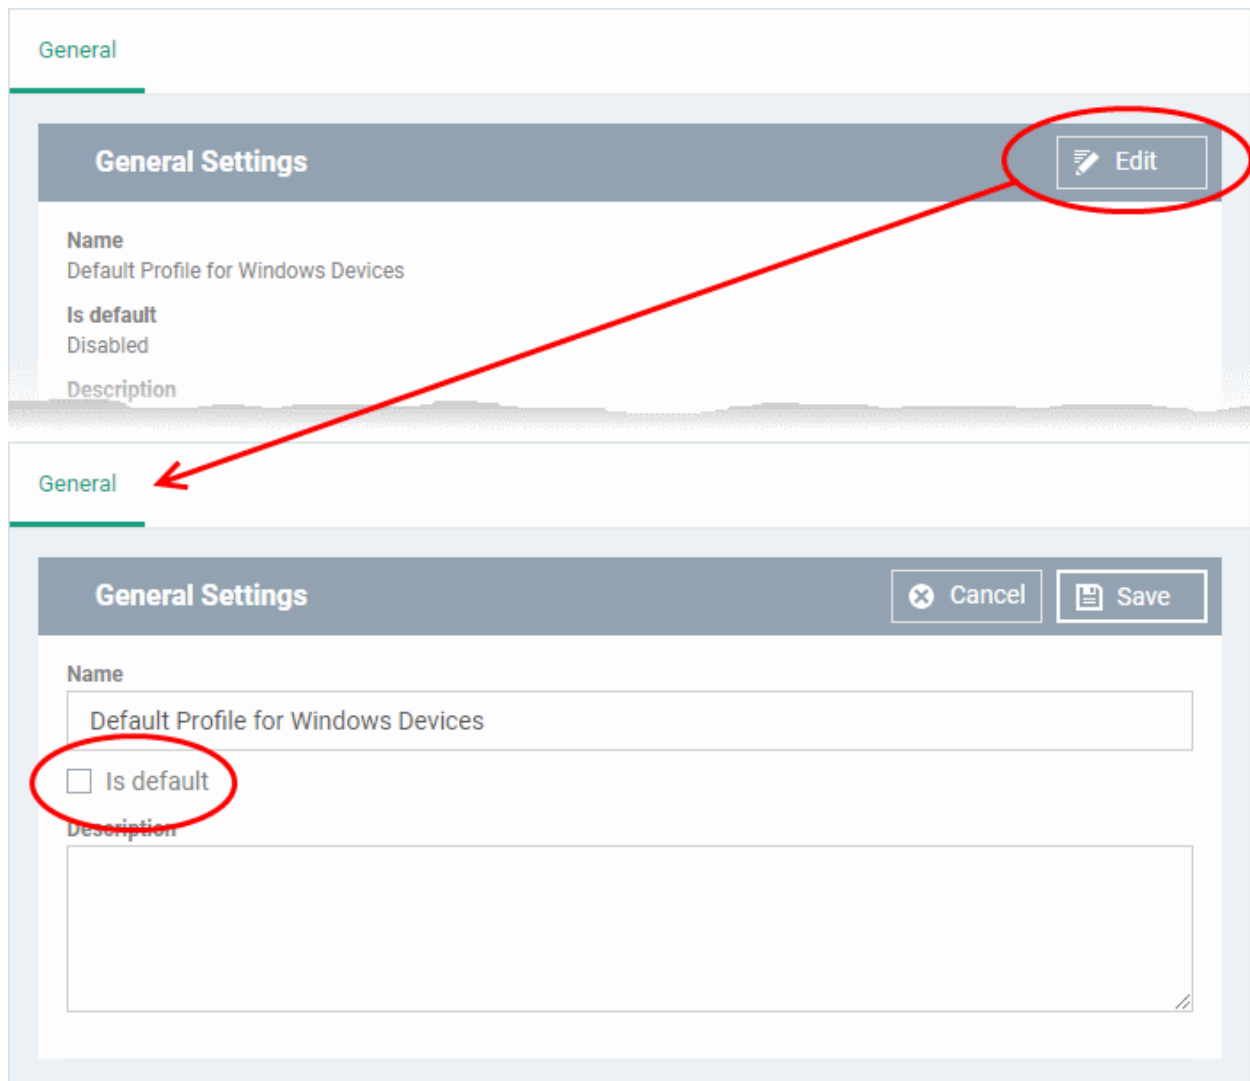 General
General Settings
Edit
Name
Default Profile for Windows Devices
Is default
Disabled
Description
General
General Settings
Cancel
Save
Name
Default Profile for Windows Devices
Is default
Description